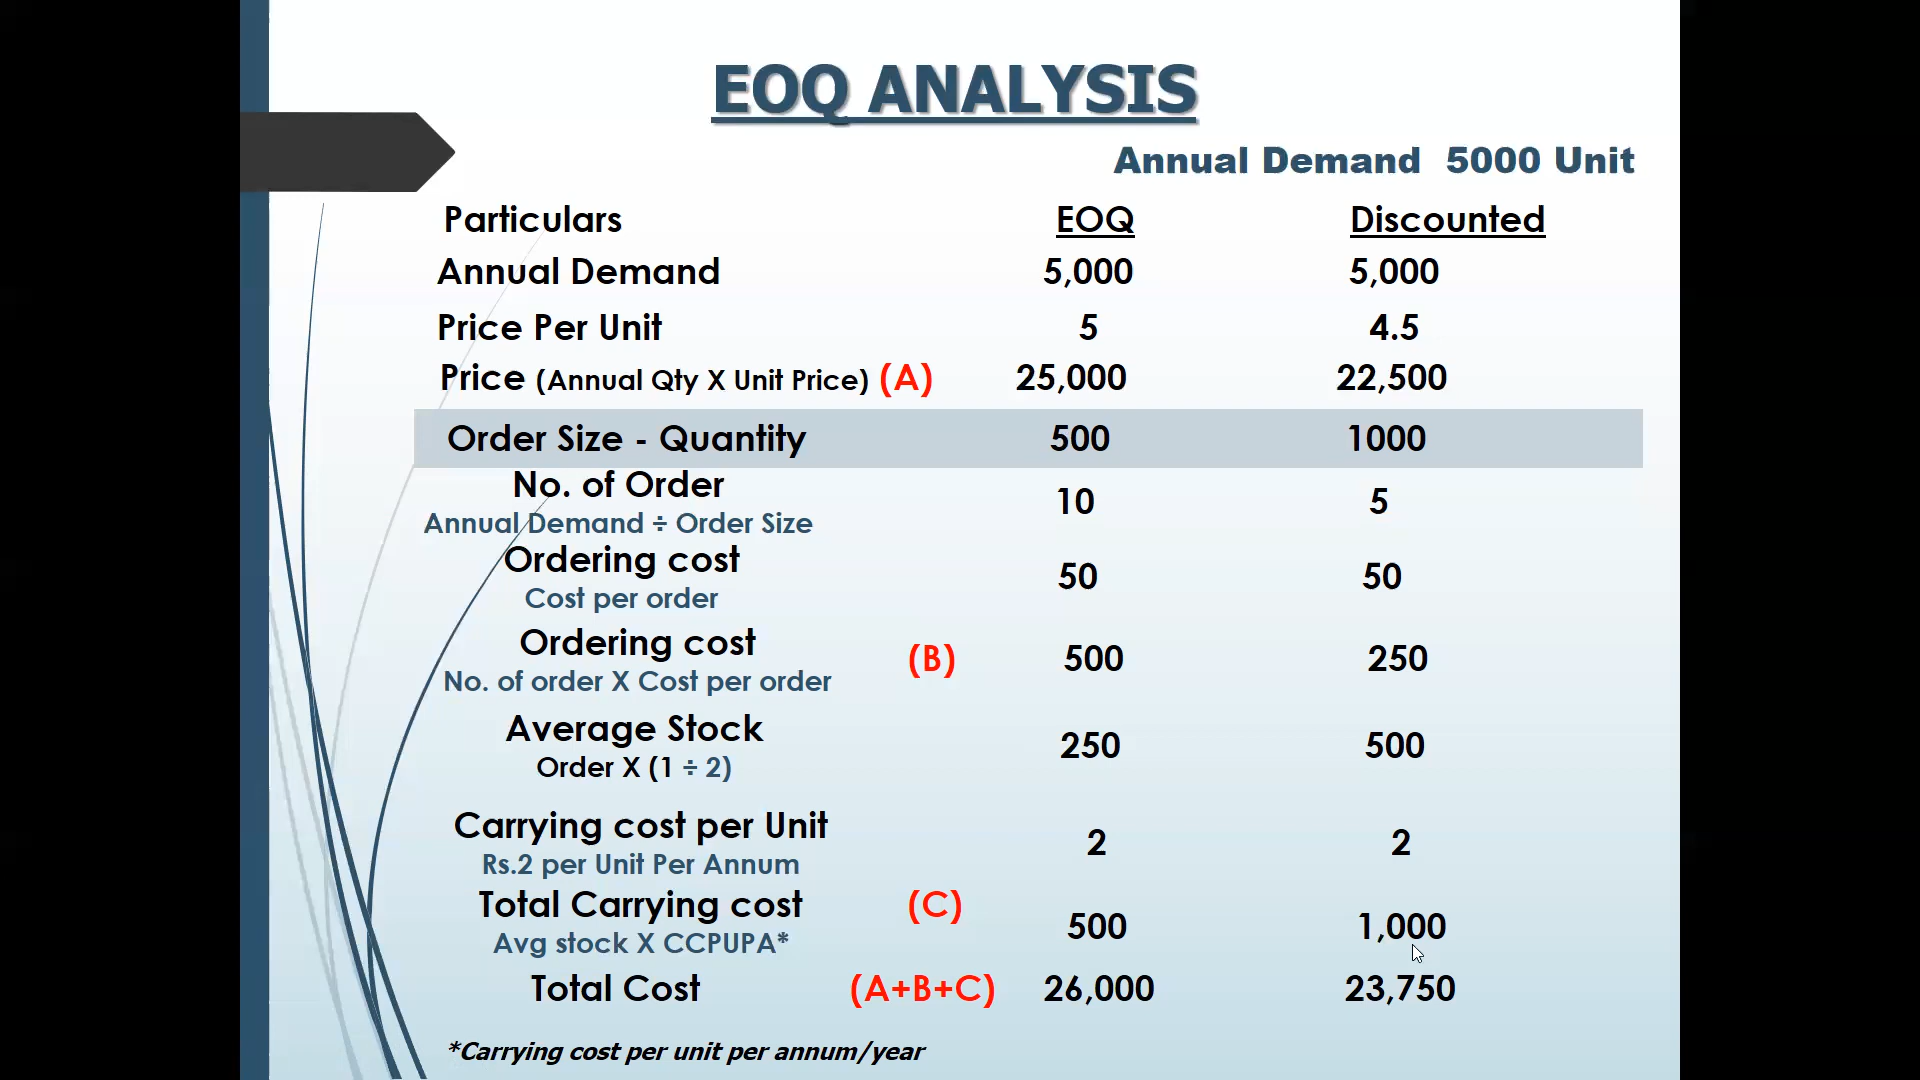 EOQ ANALYSIS
Annual Demand  5000 Unit
Particulars EOQ Discounted
Annual Demand 5,000 5,000
Price Per Unit 5 4.5
Price (Annual Qty X Unit Price) (A) 25,000 22,500
Order Size - Quantity 500 1000
No. of Order 10 5
Annual Demand ÷ Order Size
Ordering cost 50 50
Cost per order
Ordering cost (B) 500 250
No. of order X Cost per order
Average Stock 250 500
Order X (1 ÷ 2)
Carrying cost per Unit 2 2
Rs.2 per Unit Per Annum
Total Carrying cost (C) 500 1,000
Avg stock X CCPUPA*
Total Cost (A+B+C) 26,000 23,750
*Carrying cost per unit per annum/year